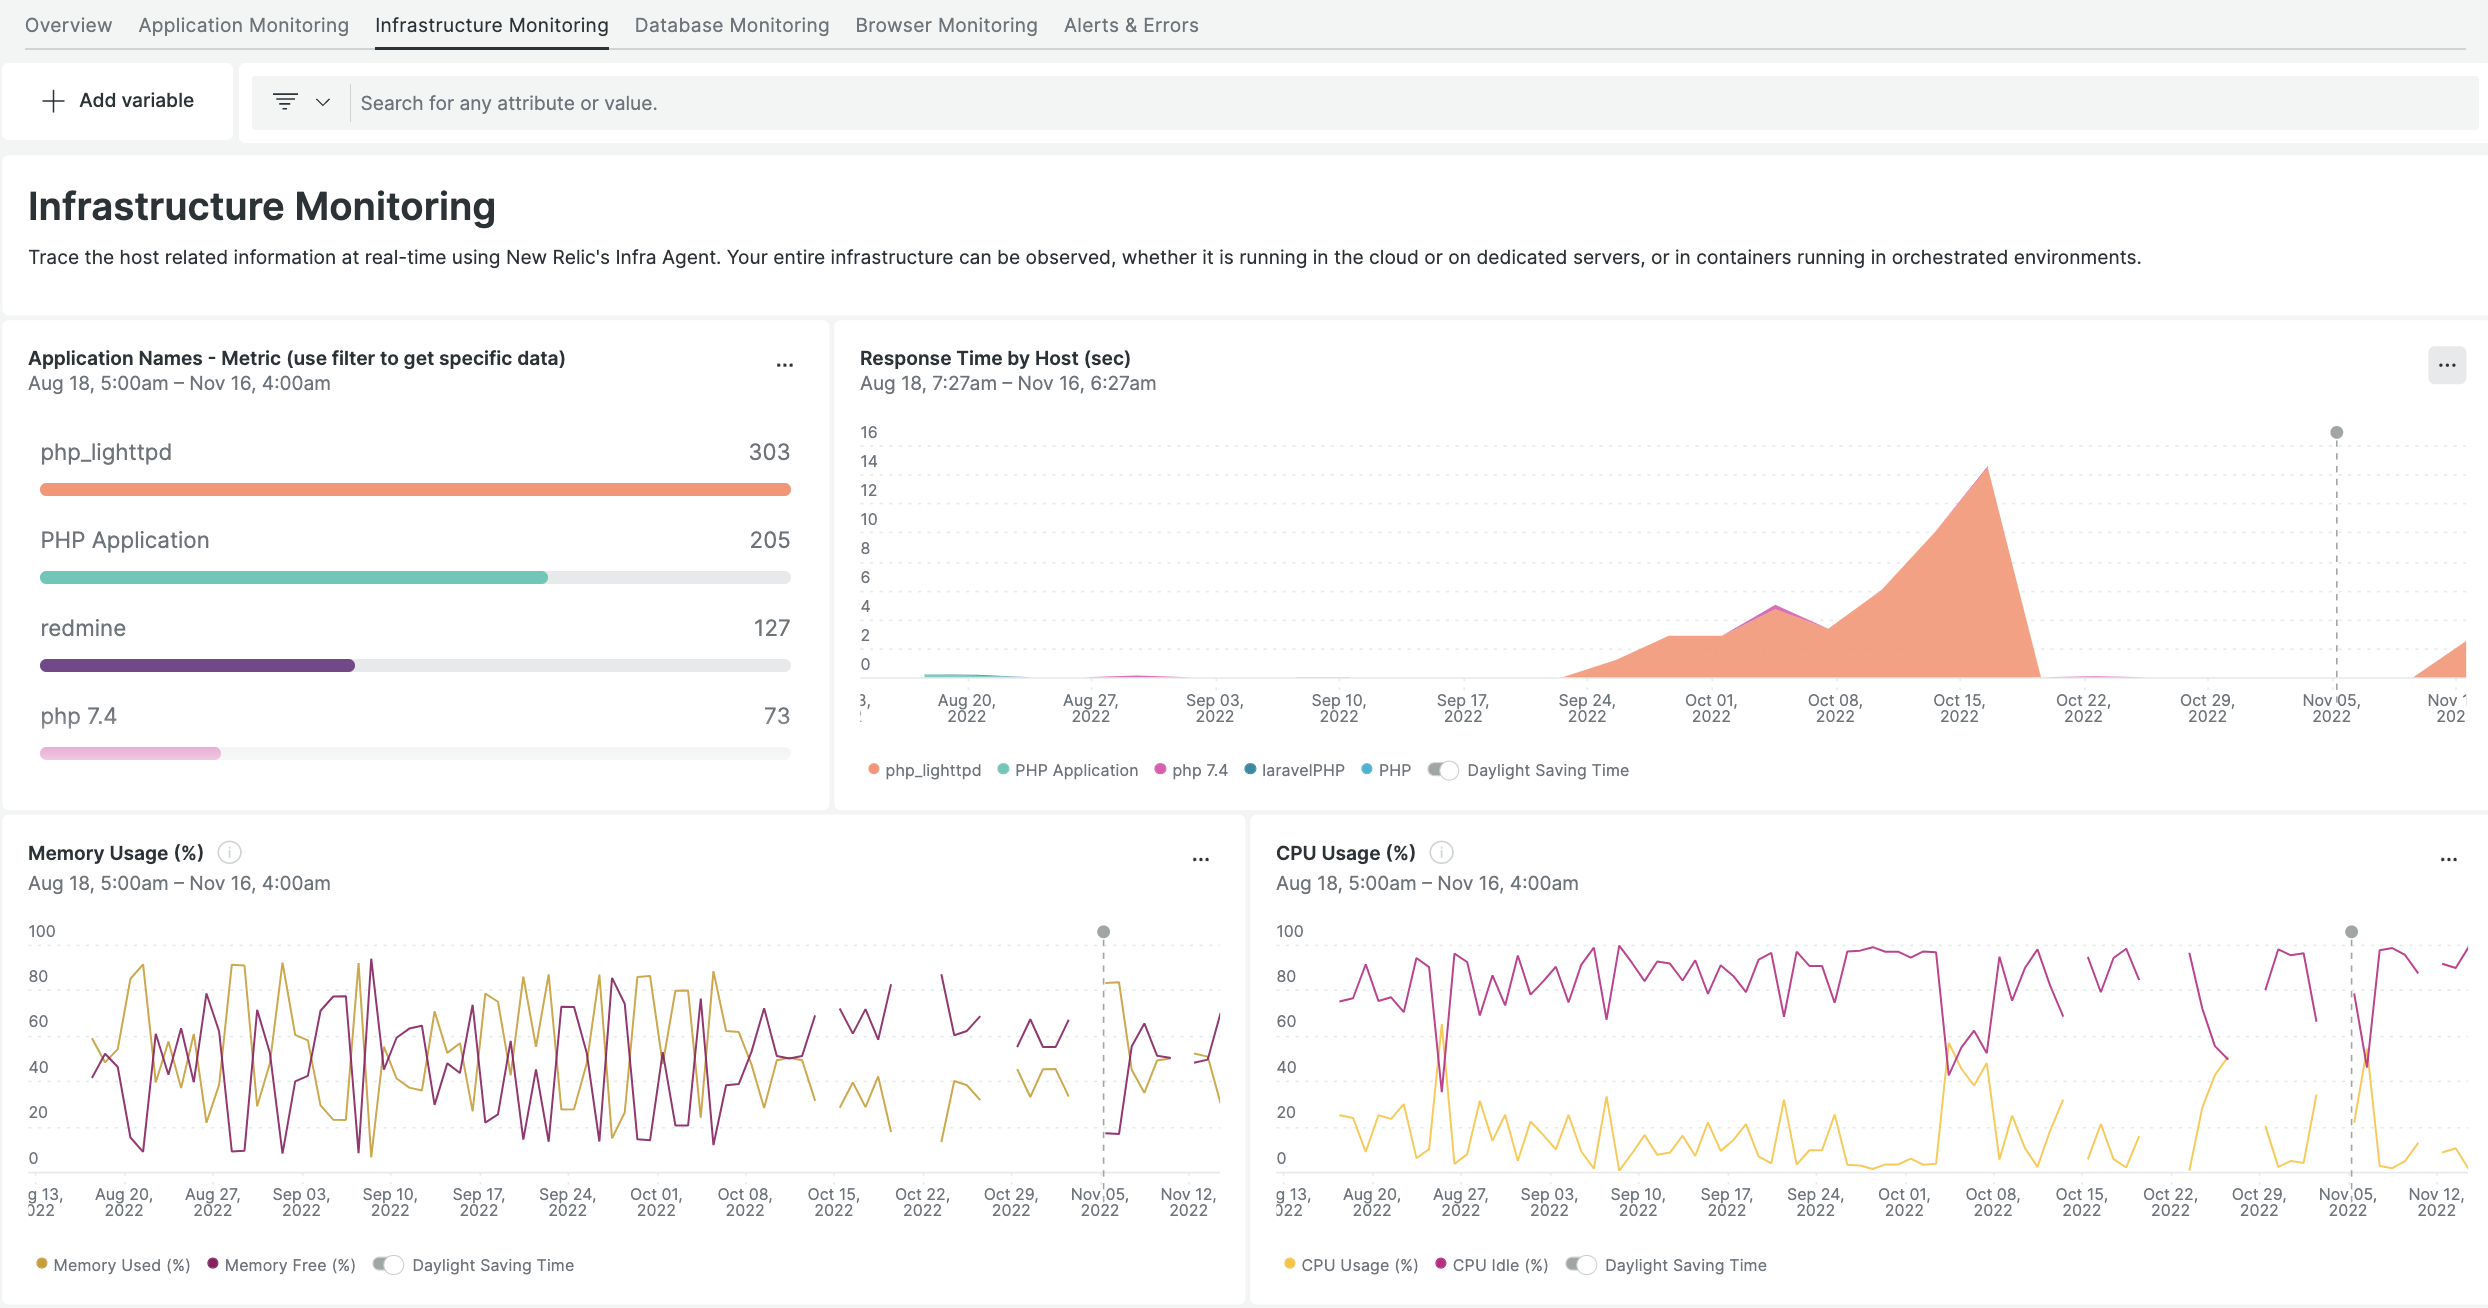 Overview Application Monitoring Infrastructure Monitoring Database Monitoring Browser Monitoring Alerts & Errors
Add variable
Search for any attribute or value.
Infrastructure Monitoring
Trace the host related information at real-time using New Relic's Infra Agent. Your entire infrastructure can be observed, whether it is running in the cloud or on dedicated servers, or in containers running in orchestrated environments.
Application Names - Metric (use filter to get specific data)
Aug 18, 5:00am – Nov 16, 4:00am
php_lighttpd 303
PHP Application 205
redmine 127
php 7.4 73
Response Time by Host (sec)
Aug 18, 7:27am – Nov 16, 6:27am
16
14
12
10
8
6
4
2
0
Aug 20, Aug 27, Sep 03, Sep 10, Sep 17, Sep 24, Oct 01, Oct 08, Oct 15, Oct 22, Oct 29, Nov 05, Nov 1
2022 2022 2022 2022 2022 2022 2022 2022 2022 2022 2022 2022 202
php_lighttpd PHP Application php 7.4 laravelPHP PHP Daylight Saving Time
Memory Usage (%)
Aug 18, 5:00am – Nov 16, 4:00am
100
80
60
40
20
0
g 13, Aug 20, Aug 27, Sep 03, Sep 10, Sep 17, Sep 24, Oct 01, Oct 08, Oct 15, Oct 22, Oct 29, Nov 05, Nov 12,
022 2022 2022 2022 2022 2022 2022 2022 2022 2022 2022 2022 2022 2022
Memory Used (%) Memory Free (%) Daylight Saving Time
CPU Usage (%)
Aug 18, 5:00am – Nov 16, 4:00am
100
80
60
40
20
0
g 13, Aug 20, Aug 27, Sep 03, Sep 10, Sep 17, Sep 24, Oct 01, Oct 08, Oct 15, Oct 22, Oct 29, Nov 05, Nov 12,
022 2022 2022 2022 2022 2022 2022 2022 2022 2022 2022 2022 2022 2022
CPU Usage (%) CPU Idle (%) Daylight Saving Time